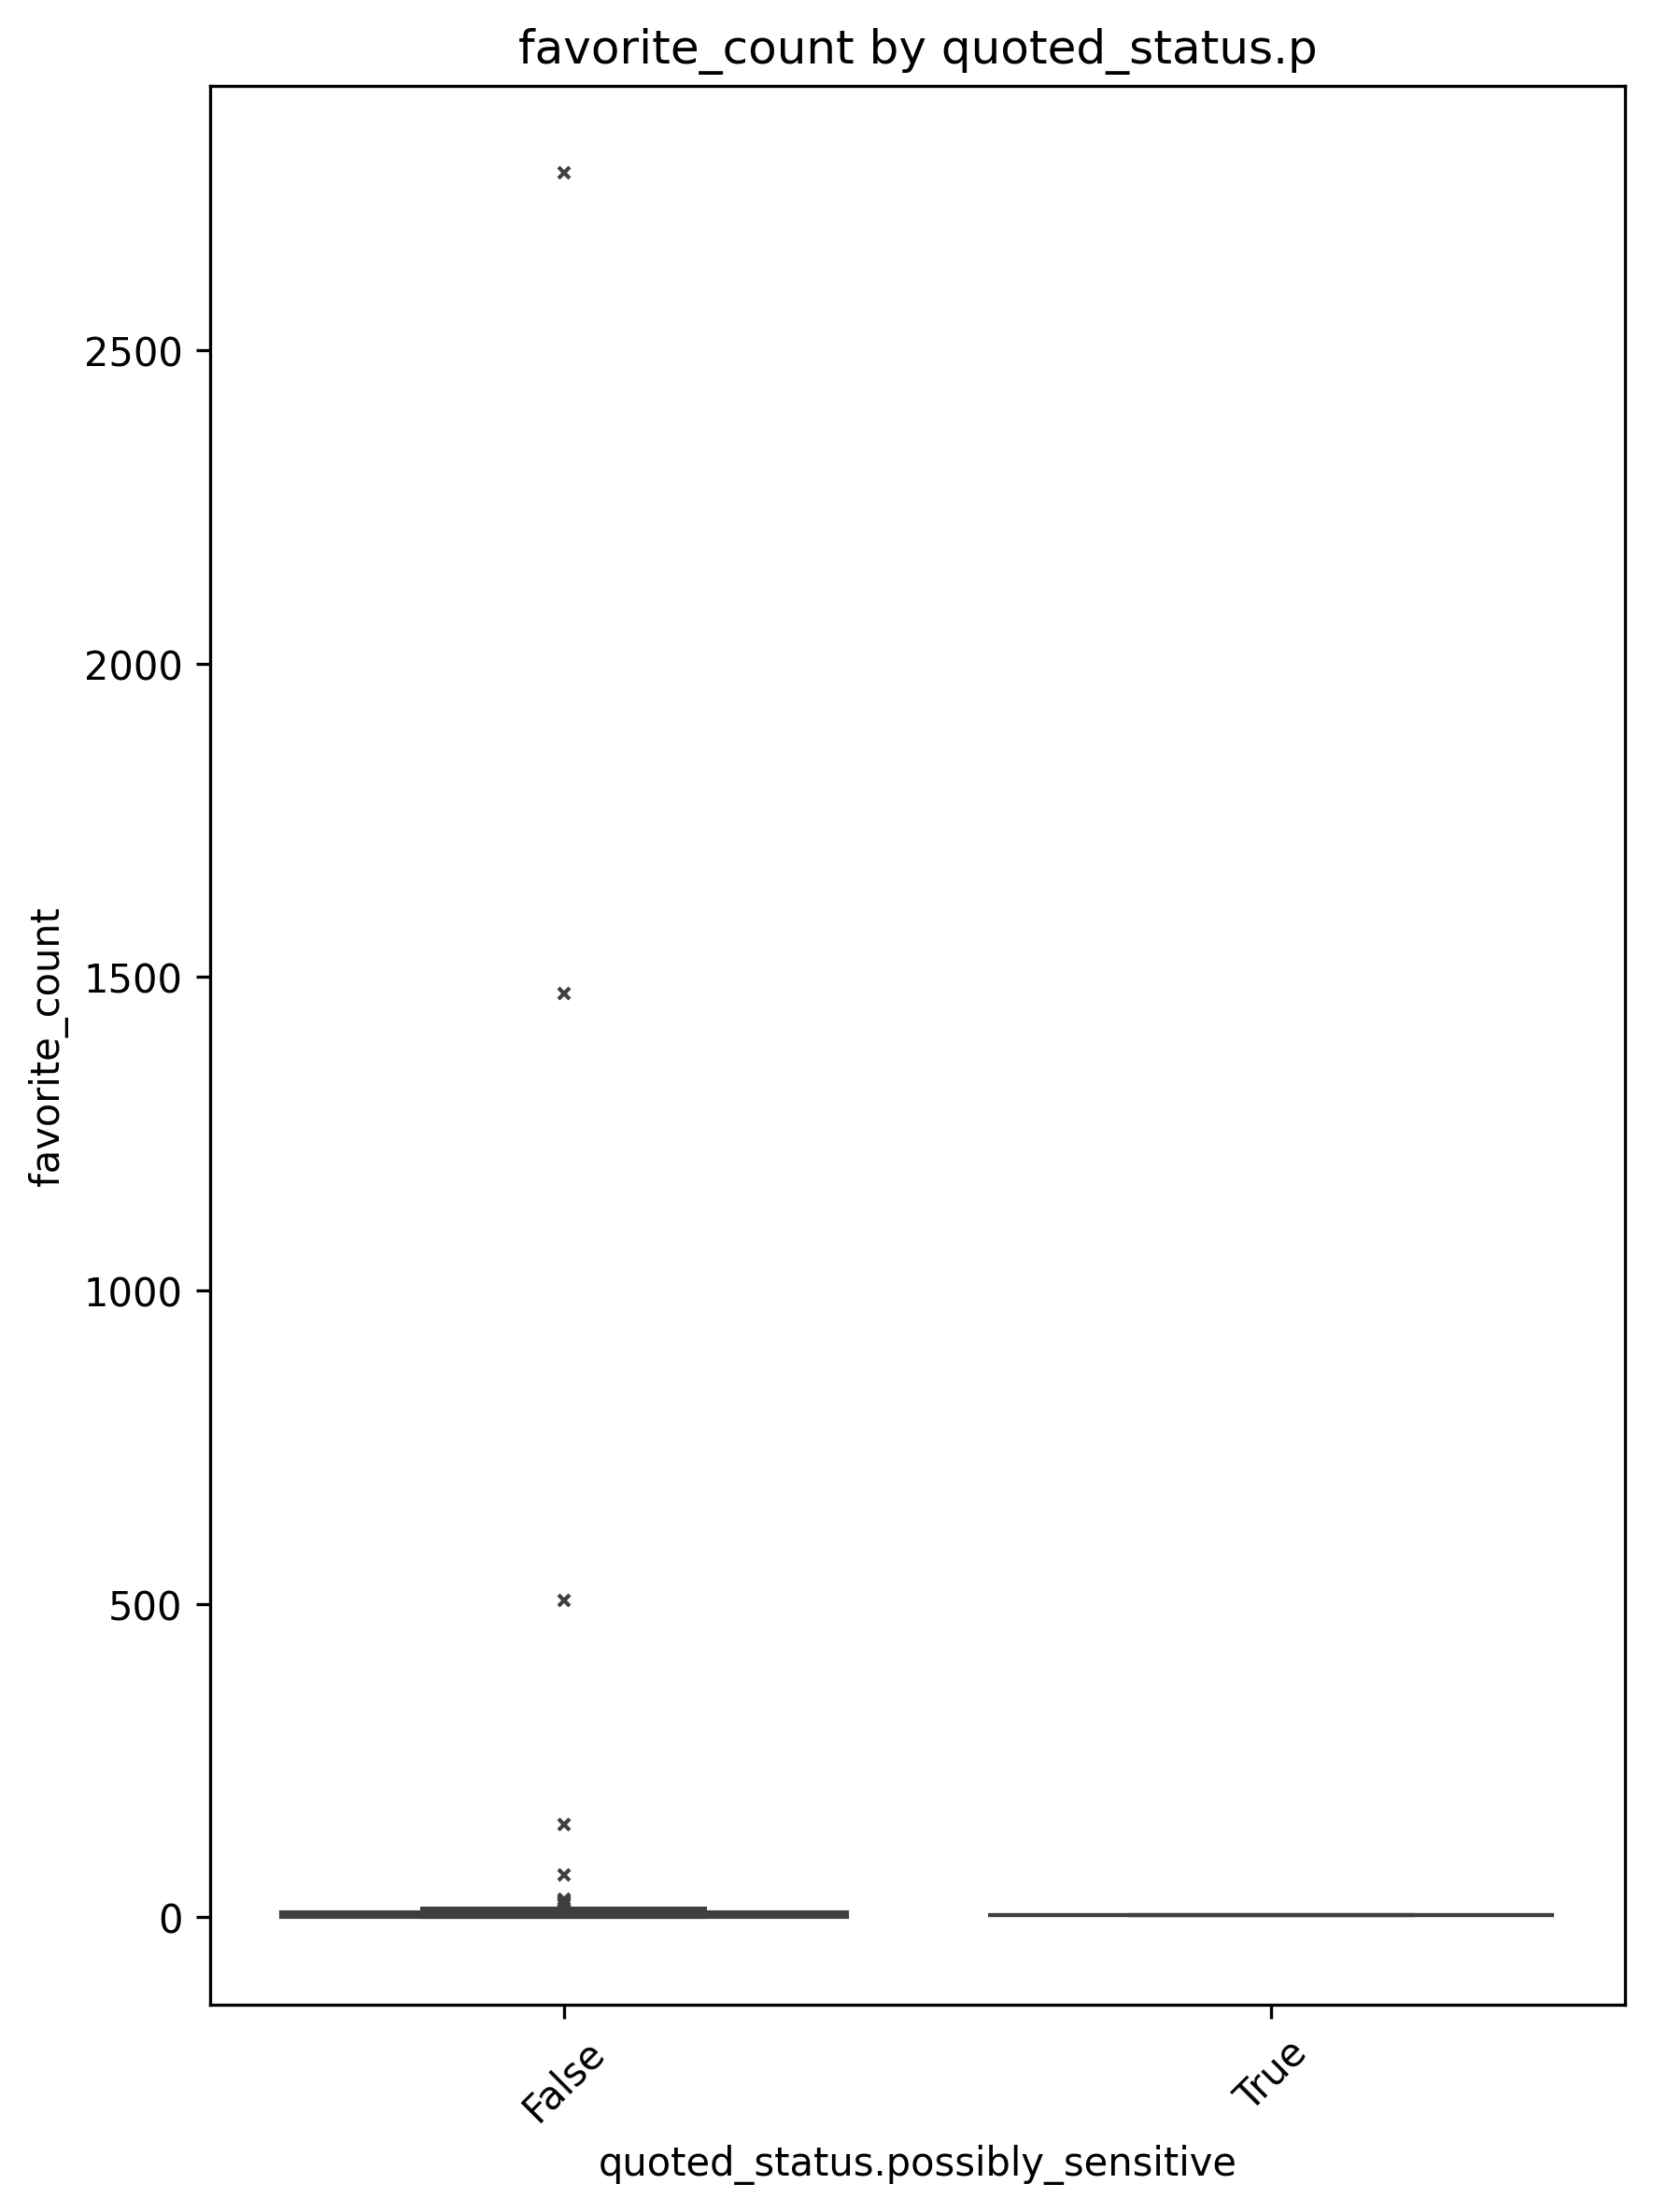 favorite_count by quoted_status.p
favorite_count
2500
2000
1500
1000
500
0
False
True
quoted_status.possibly_sensitive